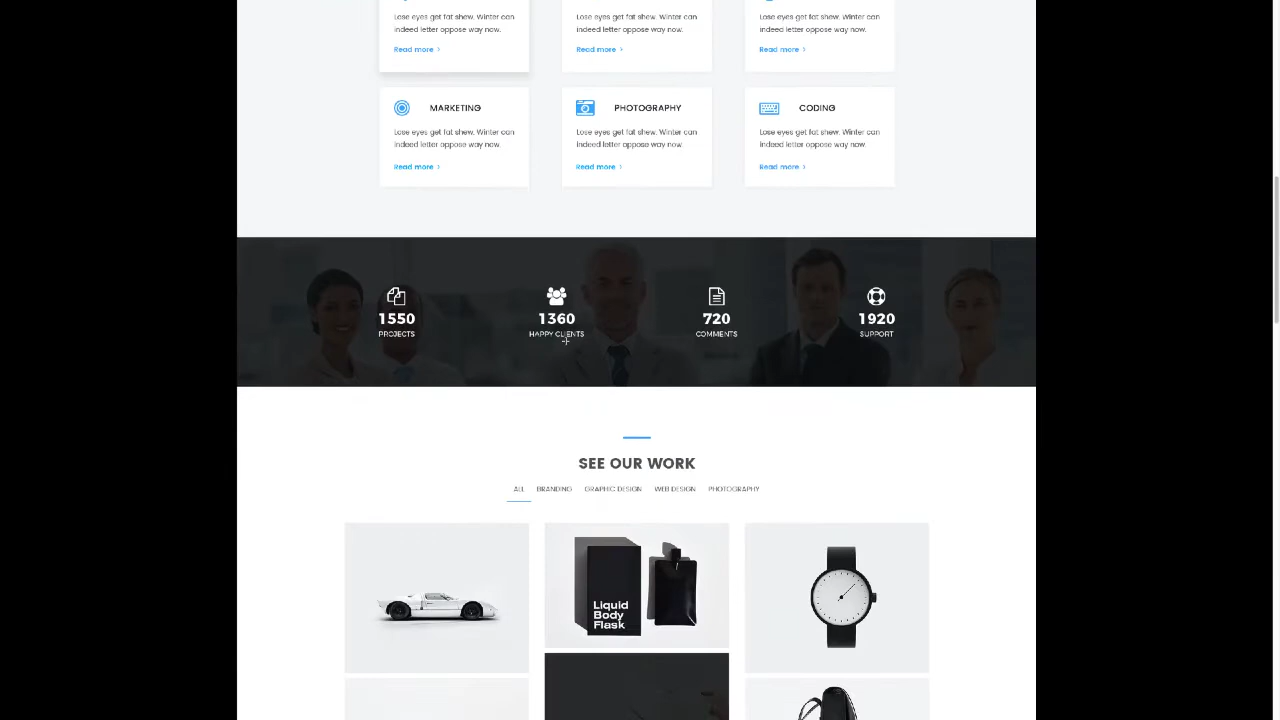 Lose eyes get fat shew. Winter can
indeed letter oppose way now.
Read more >
Lose eyes get fat shew. Winter can
indeed letter oppose way now.
Read more >
Lose eyes get fat shew. Winter can
indeed letter oppose way now.
Read more >
MARKETING
Lose eyes get fat shew. Winter can
indeed letter oppose way now.
Read more >
PHOTOGRAPHY
Lose eyes get fat shew. Winter can
indeed letter oppose way now.
Read more >
CODING
Lose eyes get fat shew. Winter can
indeed letter oppose way now.
Read more >
1550
PROJECTS
1360
HAPPY CLIENTS
720
COMMENTS
1920
SUPPORT
SEE OUR WORK
ALL BRANDING GRAPHIC DESIGN WEB DESIGN PHOTOGRAPHY
Liquid
Body
Flask